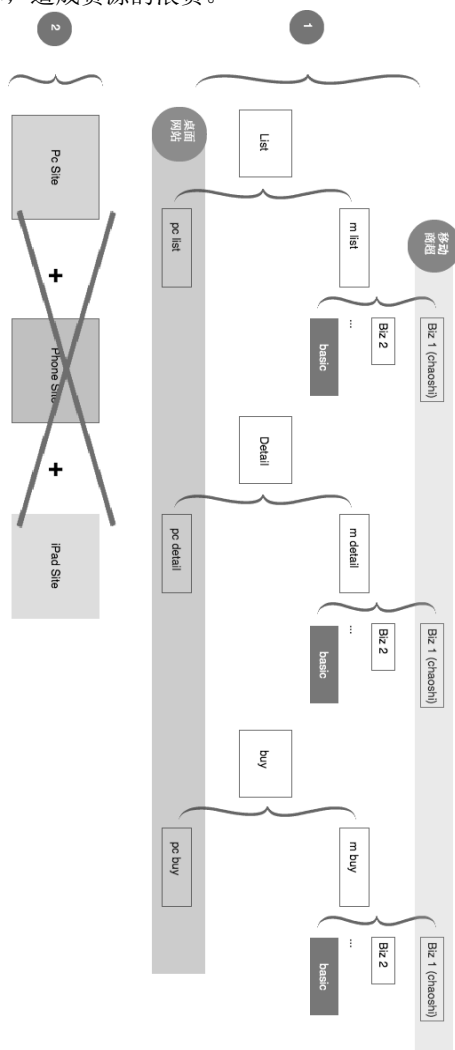 ，造成资源的浪费。
1
移动
商超
Biz 1 (chaoshi)
Biz 1 (chaoshi)
Biz 1 (chaoshi)
Biz 2
Biz 2
Biz 2
...
...
...
basic
basic
basic
m list
m detail
m buy
List
Detail
buy
桌面
网站
pc list
pc detail
pc buy
2
Pc Site
+
Phone Site
+
iPad Site